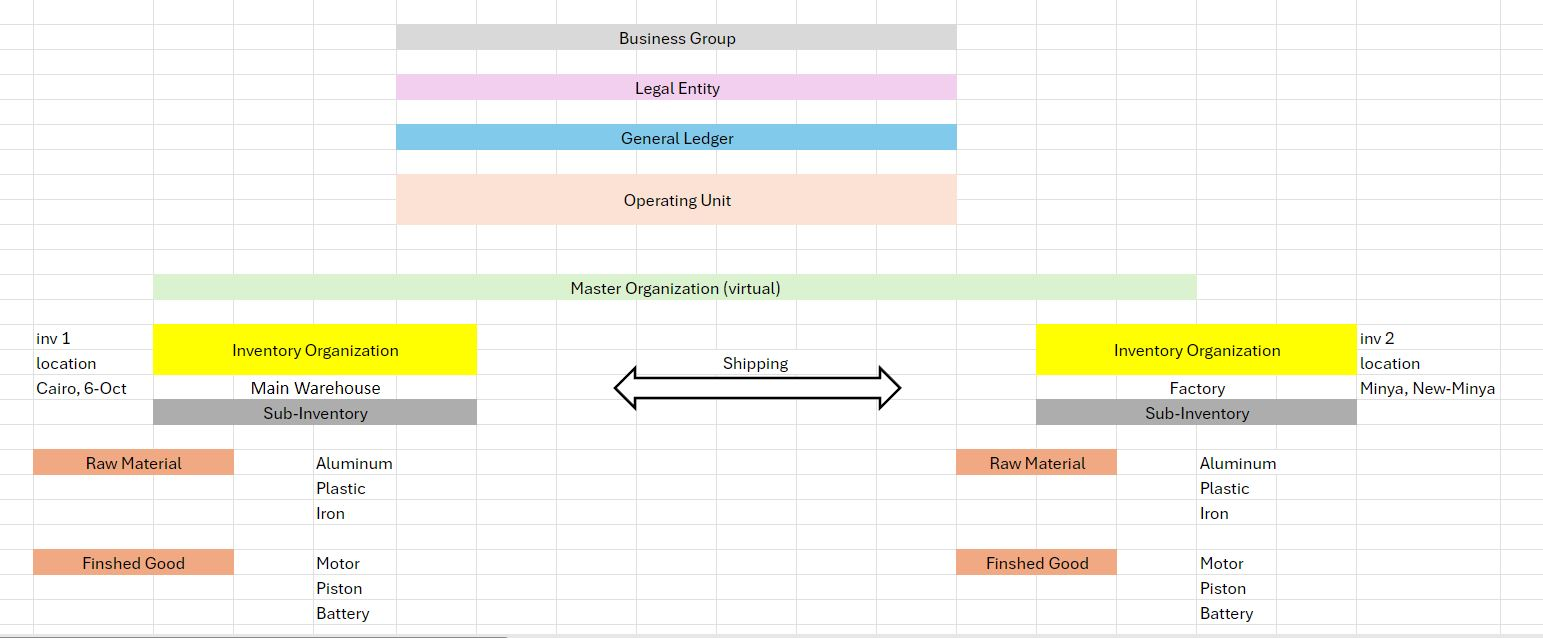 Business Group
Legal Entity
General Ledger
Operating Unit
Master Organization (virtual)
inv 1
location
Cairo, 6-Oct
Inventory Organization
Main Warehouse
Sub-Inventory
Shipping
Inventory Organization
Factory
Sub-Inventory
inv 2
location
Minya, New-Minya
Raw Material
Aluminum
Plastic
Iron
Finshed Good
Motor
Piston
Battery
Raw Material
Aluminum
Plastic
Iron
Finshed Good
Motor
Piston
Battery